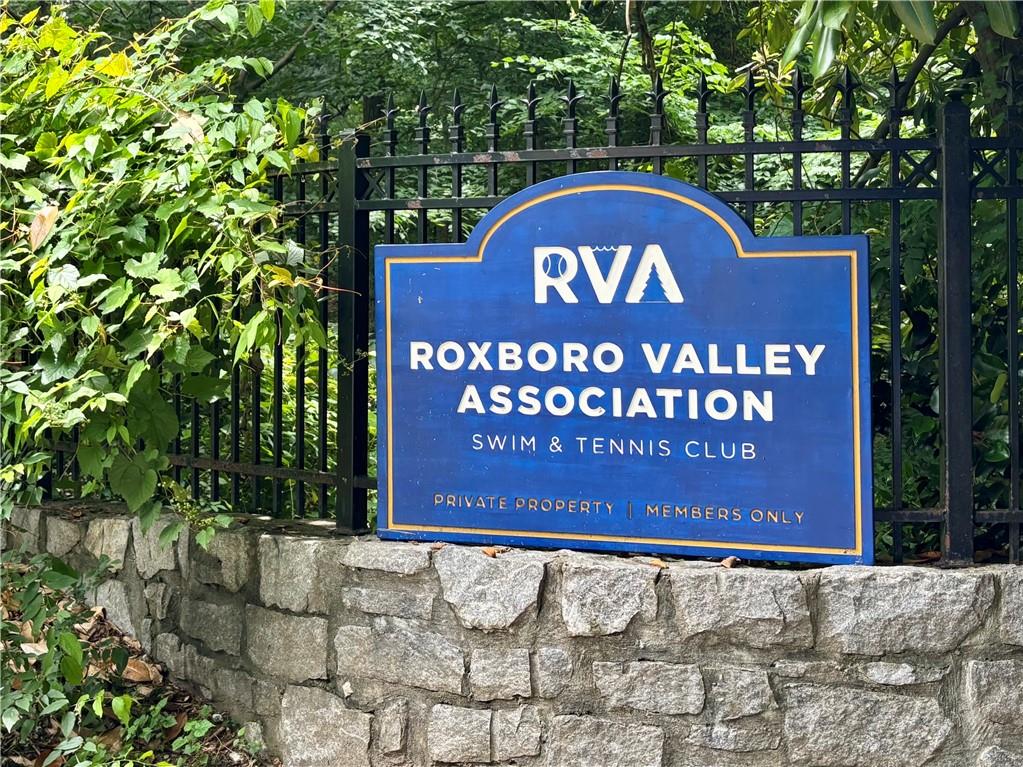 RVA
ROXBORO VALLEY
ASSOCIATION
SWIM & TENNIS CLUB
PRIVATE PROPERTY | MEMBERS ONLY